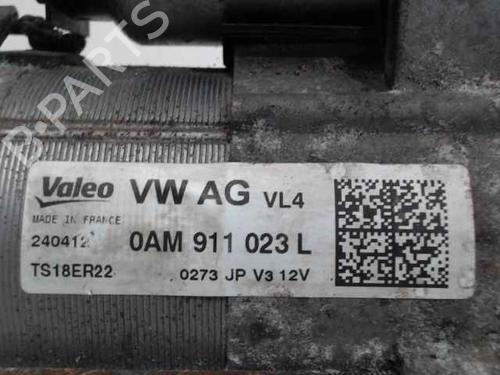 B-PARTS
Valeo VW AG VL4
MADE IN FRANCE
240412 0AM 911 023 L
TS18ER22 0273 JP V3 12V